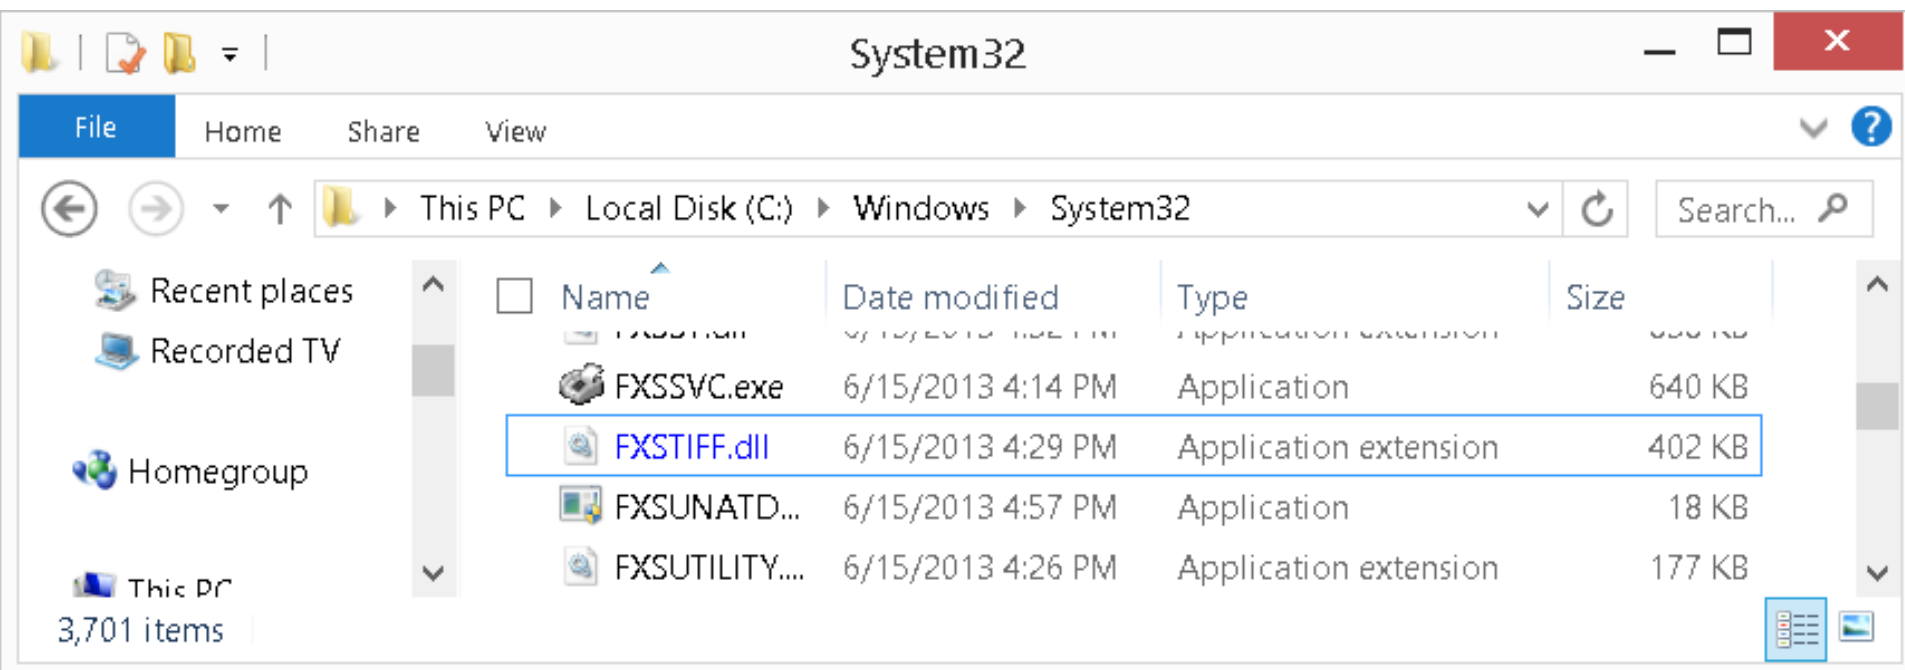 System32
File Home Share View
This PC Local Disk (C:) Windows System32 Search...
Recent places
Recorded TV
Homegroup
This PC
Name Date modified Type Size
FXSSVC.exe 6/15/2013 4:14 PM Application 640 KB
FXSTIFF.dll 6/15/2013 4:29 PM Application extension 402 KB
FXSUNATD... 6/15/2013 4:57 PM Application 18 KB
FXSUTILITY.... 6/15/2013 4:26 PM Application extension 177 KB
3,701 items